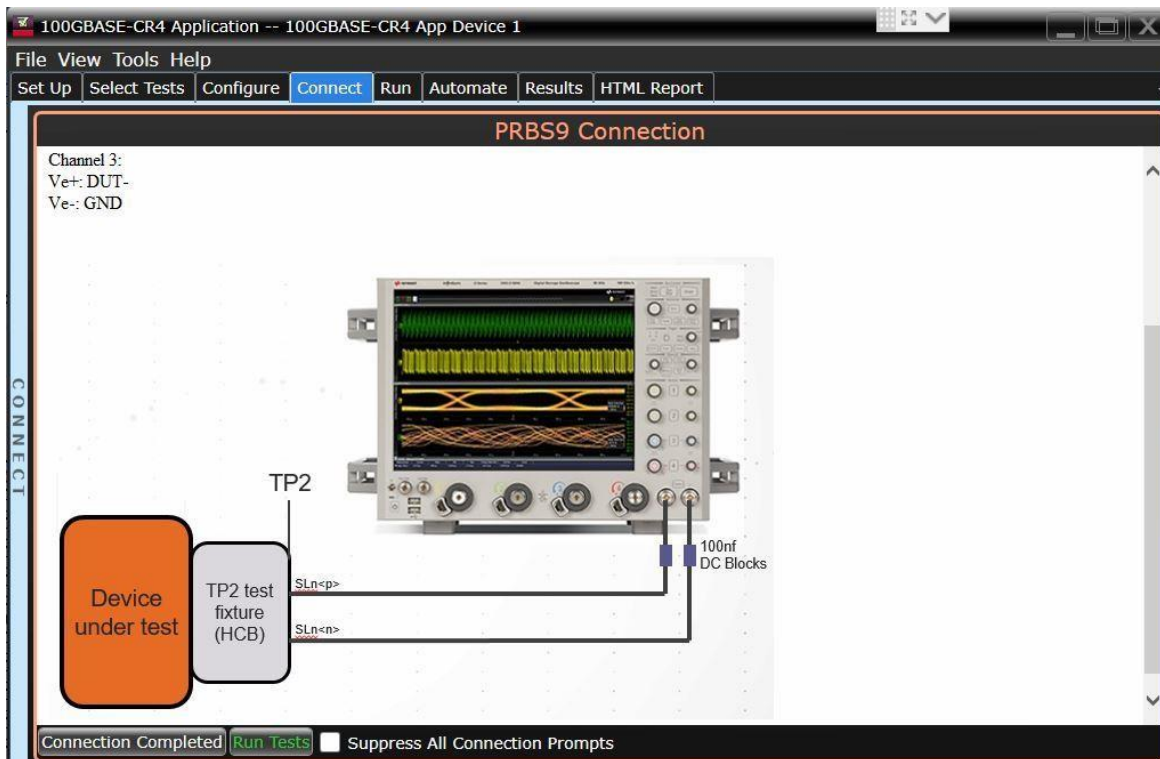 100GBASE-CR4 Application -- 100GBASE-CR4 App Device 1
File View Tools Help
Set Up Select Tests Configure Connect Run Automate Results HTML Report
CONNECT
PRBS9 Connection
Channel 3:
Ve+: DUT-
Ve-: GND
TP2
100nf
DC Blocks
SLn<p>
SLn<n>
Device
under test
TP2 test
fixture
(HCB)
Connection Completed Run Tests Suppress All Connection Prompts